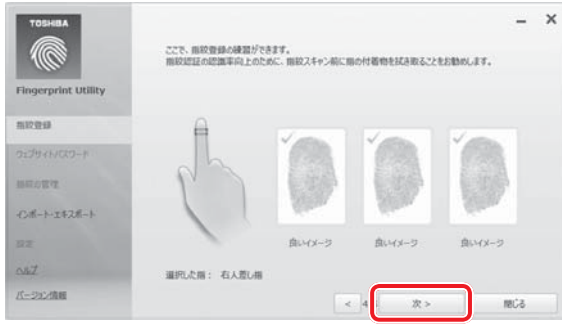 TOSHIBA
Fingerprint Utility
指紋登録
ウェブサイトパスワード
指紋の管理
インポート・エキスポート
設定
ヘルプ
バージョン情報
ここで、指紋登録の練習ができます。
指紋認証の認識率向上のために、指紋スキャン前に指の付着物を拭き取ることをお勧めします。
良いイメージ
良いイメージ
良いイメージ
選択した指： 右人差し指
< 4 次 > 閉じる